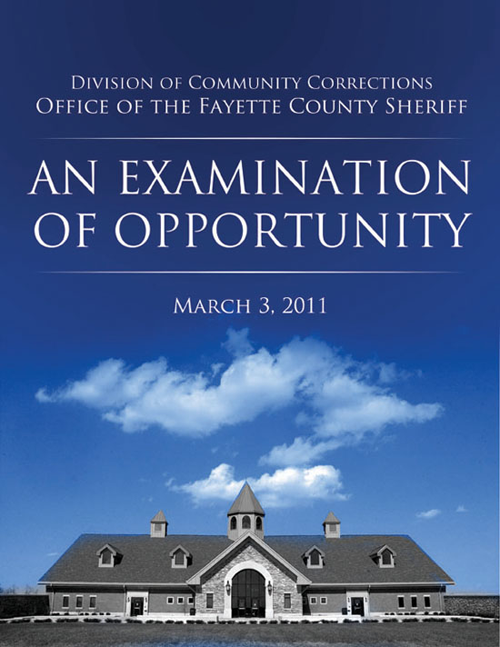 DIVISION OF COMMUNITY CORRECTIONS
OFFICE OF THE FAYETTE COUNTY SHERIFF
AN EXAMINATION
OF OPPORTUNITY
MARCH 3, 2011